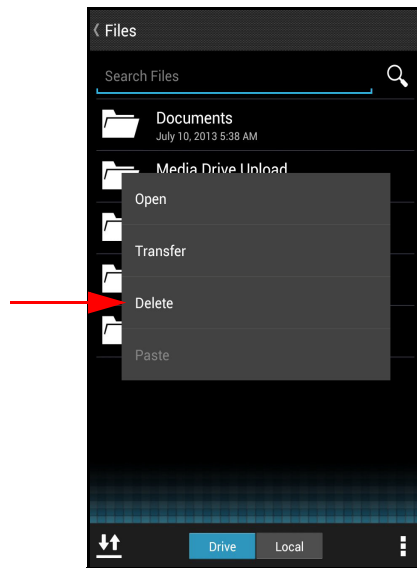 Files
Search Files
Documents
July 10, 2013 5:38 AM
Media Drive Upload
Open
Transfer
Delete
Paste
Drive
Local